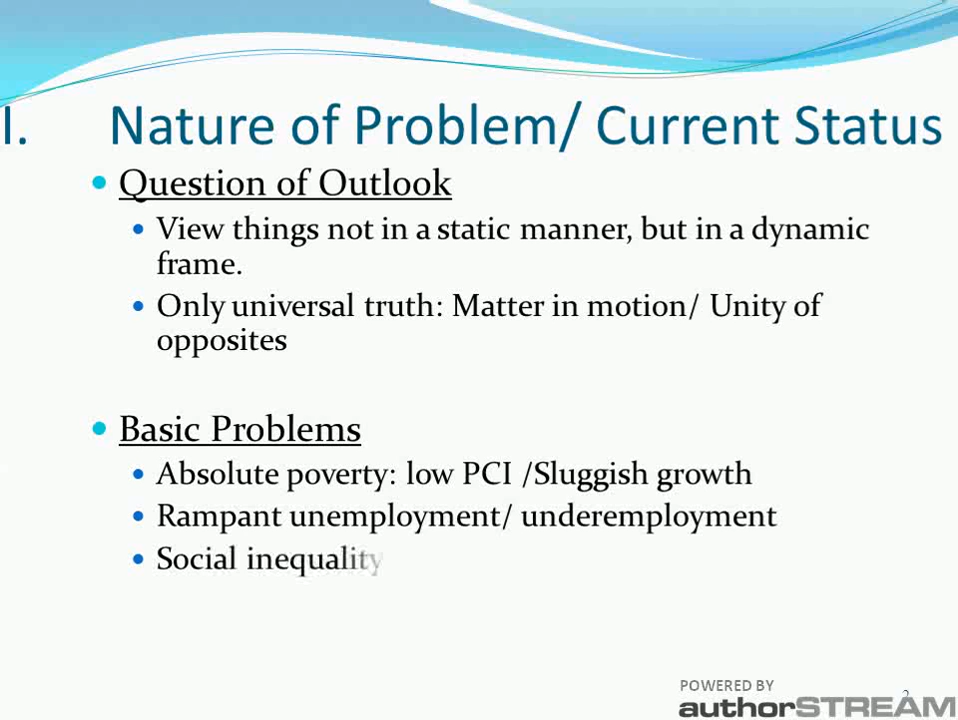 I. Nature of Problem/ Current Status
• Question of Outlook
• View things not in a static manner, but in a dynamic
frame.
• Only universal truth: Matter in motion/ Unity of
opposites
• Basic Problems
• Absolute poverty: low PCI /Sluggish growth
• Rampant unemployment/ underemployment
• Social inequality
POWERED BY
2
authorSTREAM